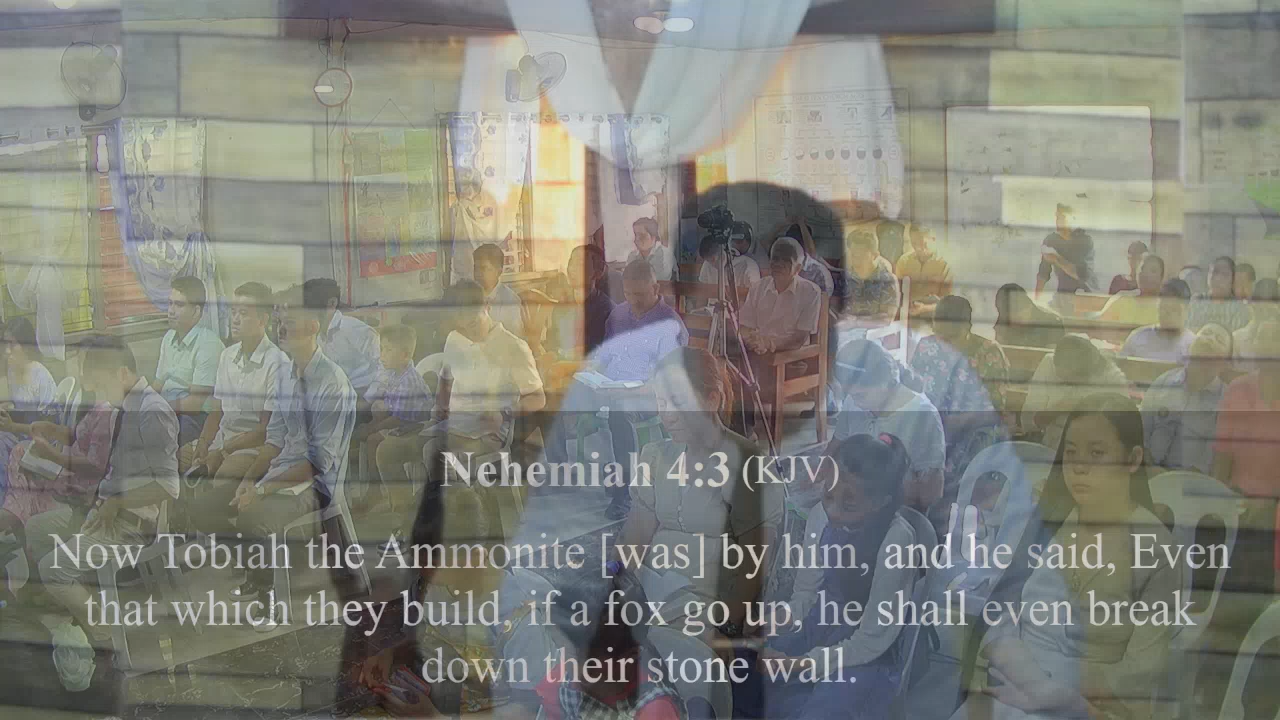 Nehemiah 4:3 (KJV)
Now Tobiah the Ammonite [was] by him, and he said, Even
that which they build, if a fox go up, he shall even break
down their stone wall.